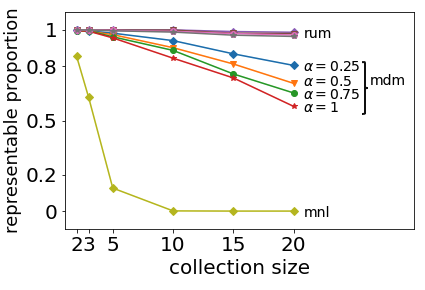 representable proportion
1
0.8
0.5
0.2
0
rum
α = 0.25
α = 0.5
α = 0.75
α = 1
mdm
mnl
2 3 5 10 15 20
collection size